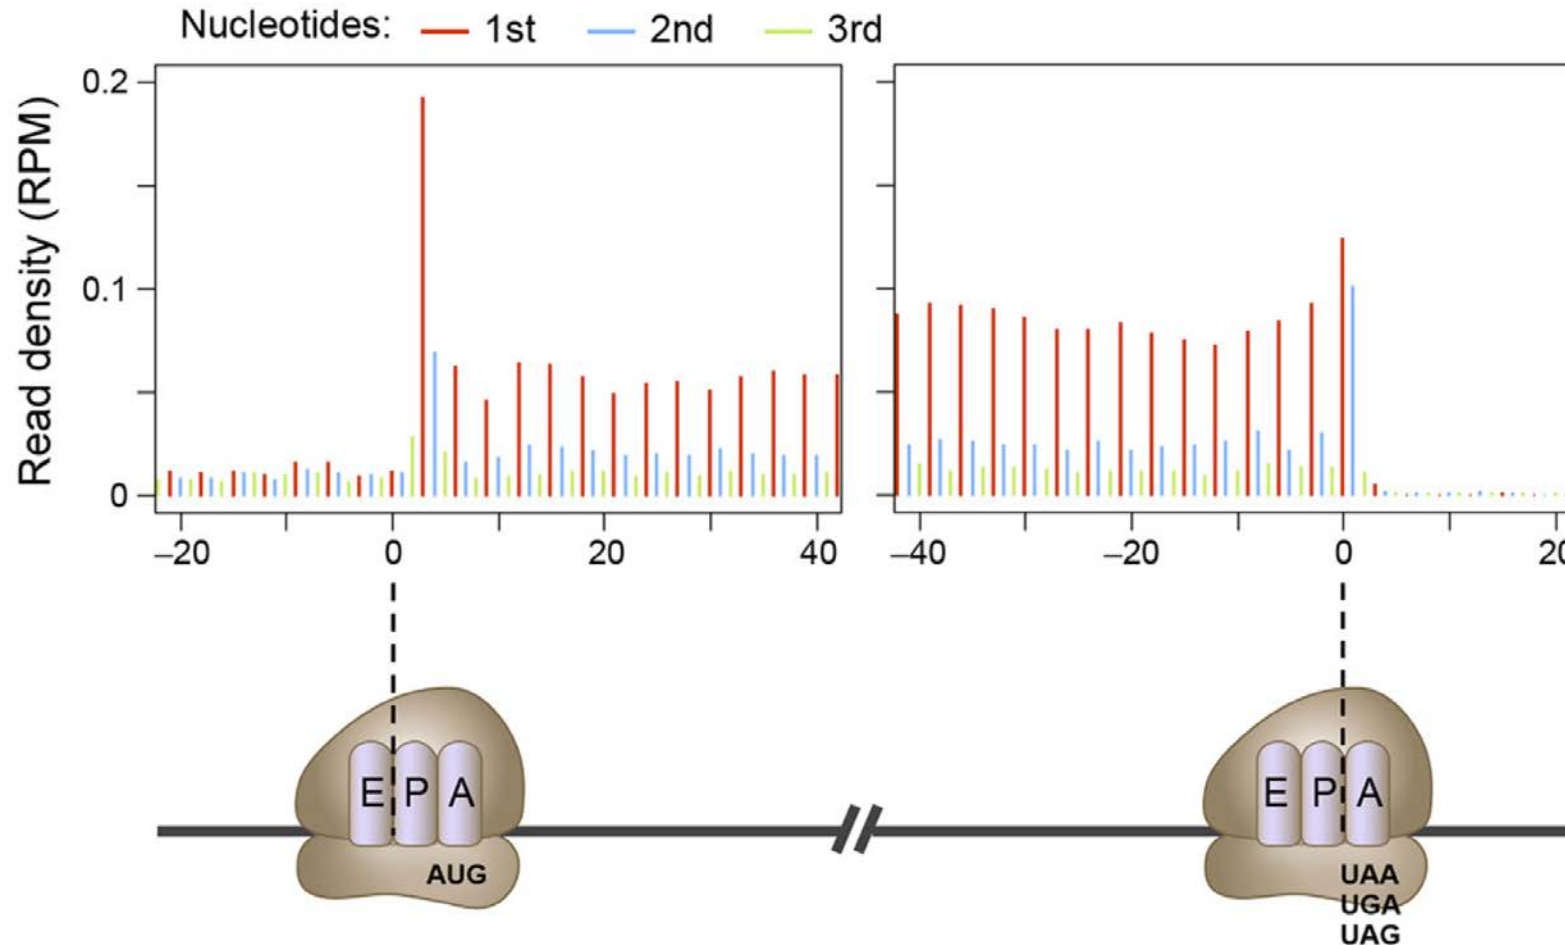 Nucleotides: 1st 2nd 3rd
Read density (RPM)
0.2
0.1
0
–20 0 20 40
–40 –20 0 20
E P A
E P A
AUG
UAA
UGA
UAG